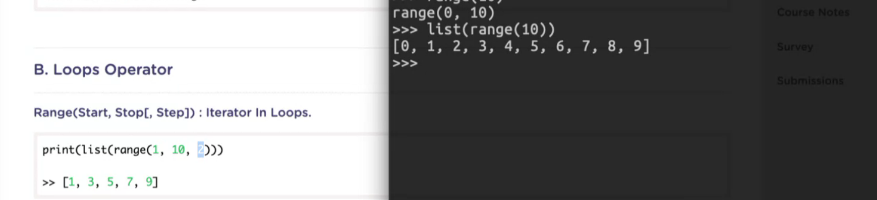 B. Loops Operator
Range(Start, Stop[, Step]) : Iterator In Loops.
print(list(range(1, 10, 2)))
>> [1, 3, 5, 7, 9]
range(0, 10)
>>> list(range(10))
[0, 1, 2, 3, 4, 5, 6, 7, 8, 9]
>>>
Course Notes
Survey
Submissions